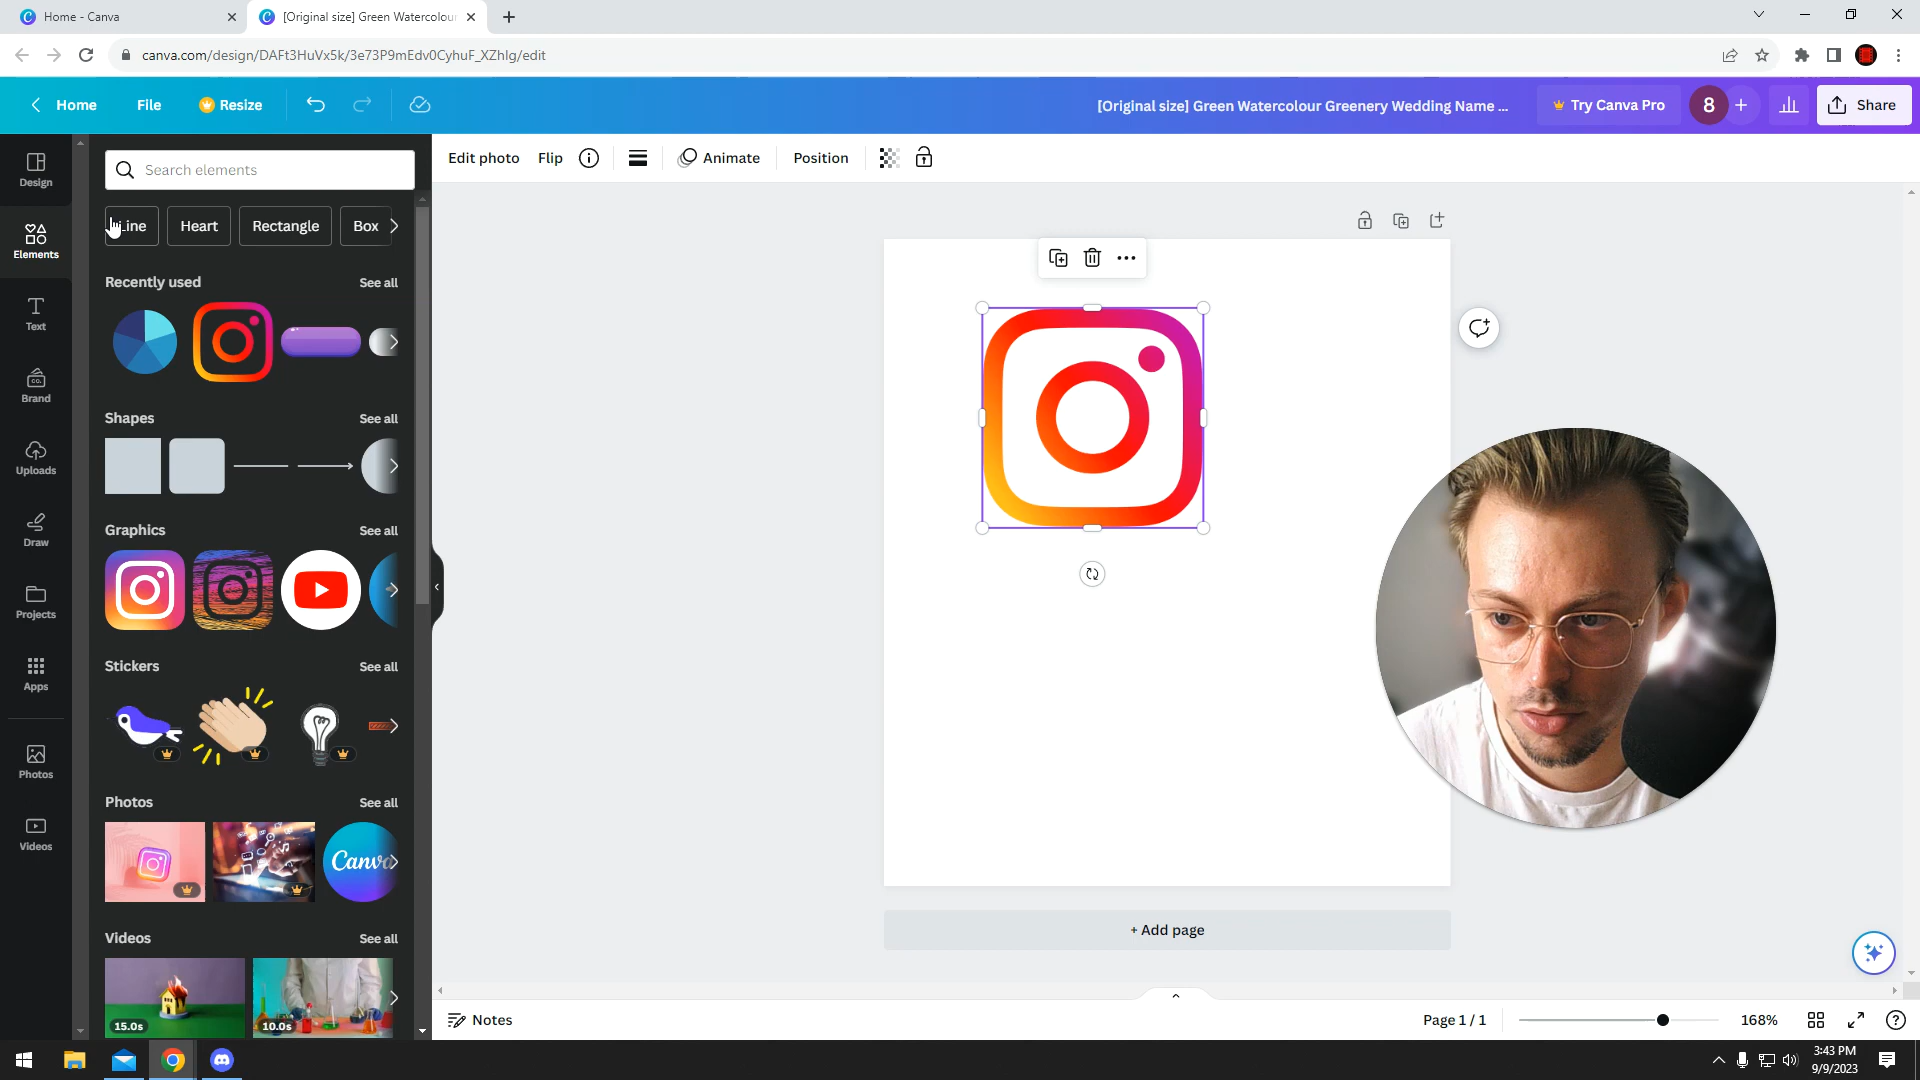 Home - Canva
[Original size] Green Watercolour
canva.com/design/DAFt3HuVx5k/3e73P9mEdv0CyhuF_XZhlg/edit
Home File Resize
[Original size] Green Watercolour Greenery Wedding Name ...
Try Canva Pro
8
Share
Design
Elements
Text
Brand
Uploads
Draw
Projects
Apps
Photos
Videos
Search elements
Line Heart Rectangle Box
Recently used See all
Shapes See all
Graphics See all
Stickers See all
Photos See all
Canva
Videos See all
15.0s
10.0s
Edit photo Flip Animate Position
+ Add page
Notes
Page 1 / 1
168%
3:43 PM
9/9/2023